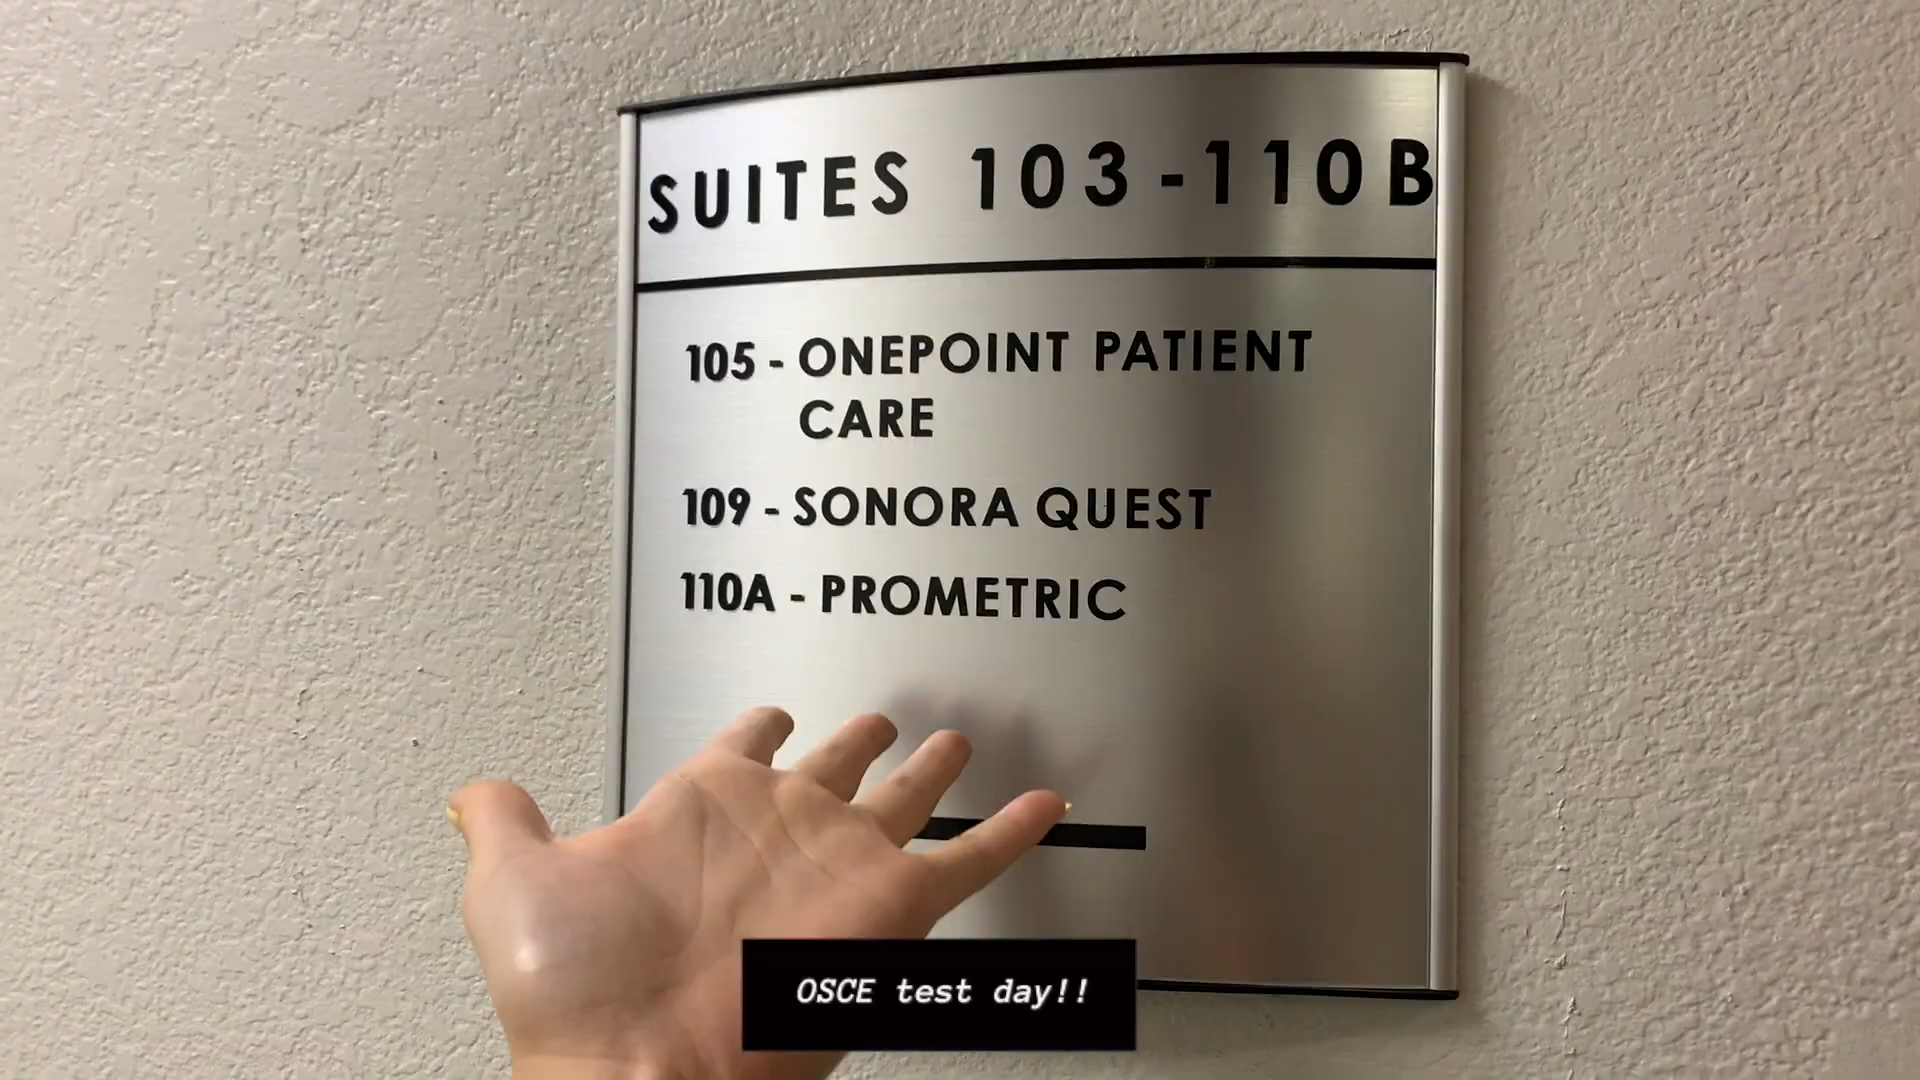 SUITES 103-110B
105 - ONEPOINT PATIENT
CARE
109 - SONORA QUEST
110A - PROMETRIC
OSCE test day!!